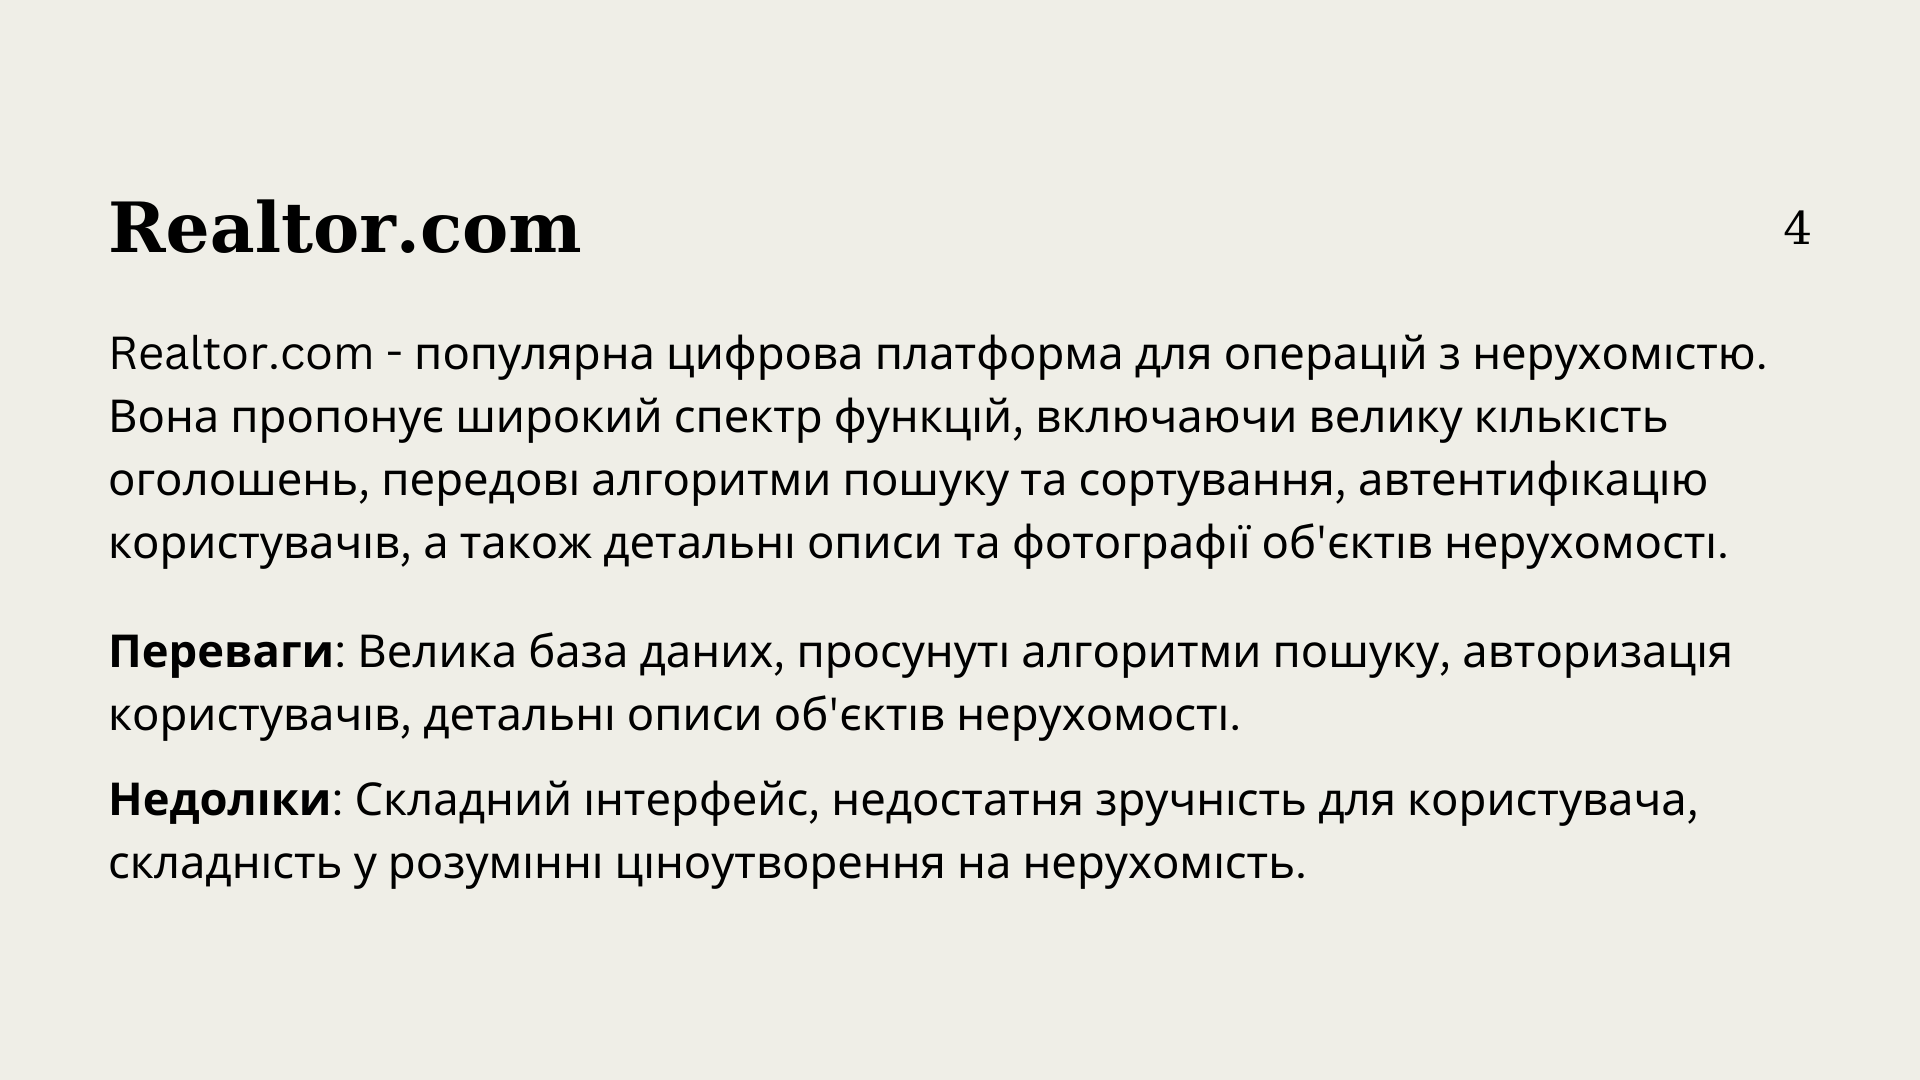 Realtor.com
4
Realtor.com - популярна цифрова платформа для операцій з нерухомістю.
Вона пропонує широкий спектр функцій, включаючи велику кількість
оголошень, передові алгоритми пошуку та сортування, автентифікацію
користувачів, а також детальні описи та фотографії об'єктів нерухомості.
Переваги: Велика база даних, просунуті алгоритми пошуку, авторизація
користувачів, детальні описи об'єктів нерухомості.
Недоліки: Складний інтерфейс, недостатня зручність для користувача,
складність у розумінні ціноутворення на нерухомість.